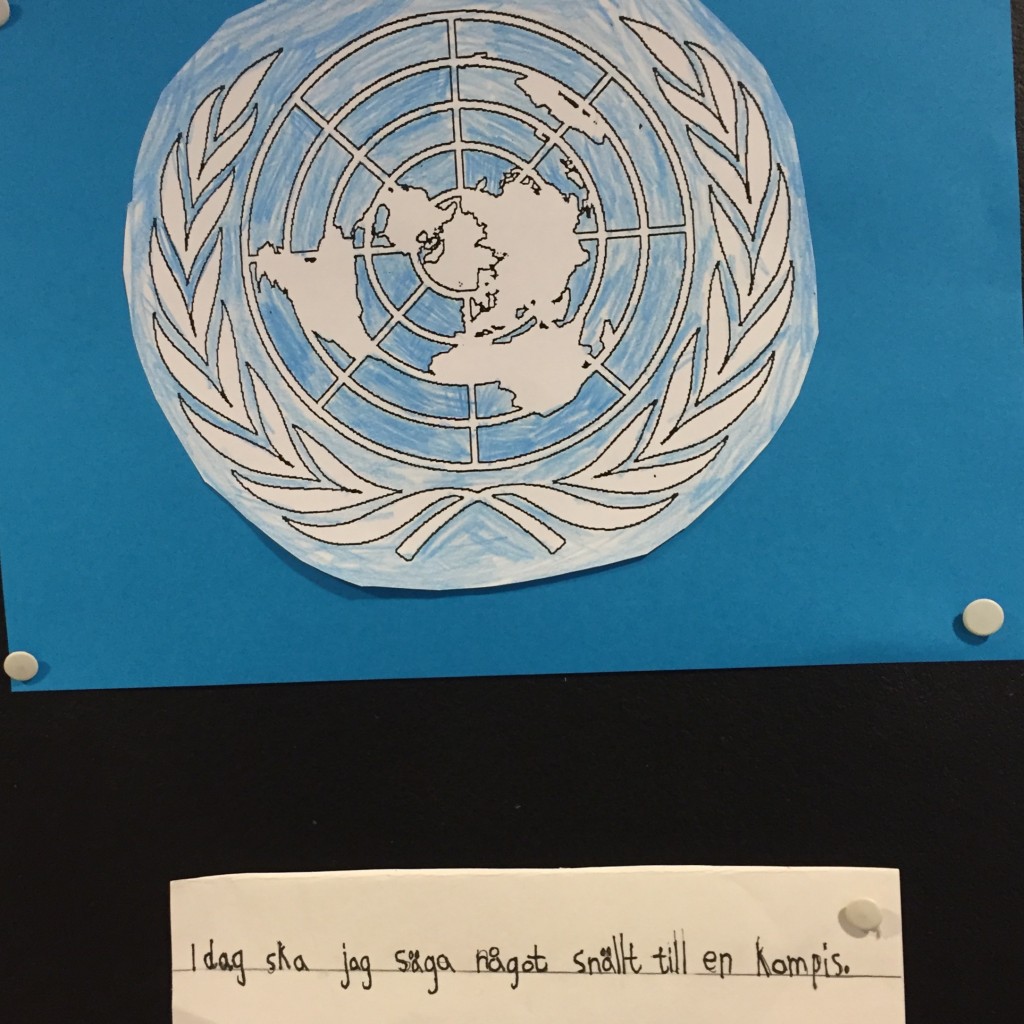 Idag ska jag säga något snällt till en kompis.